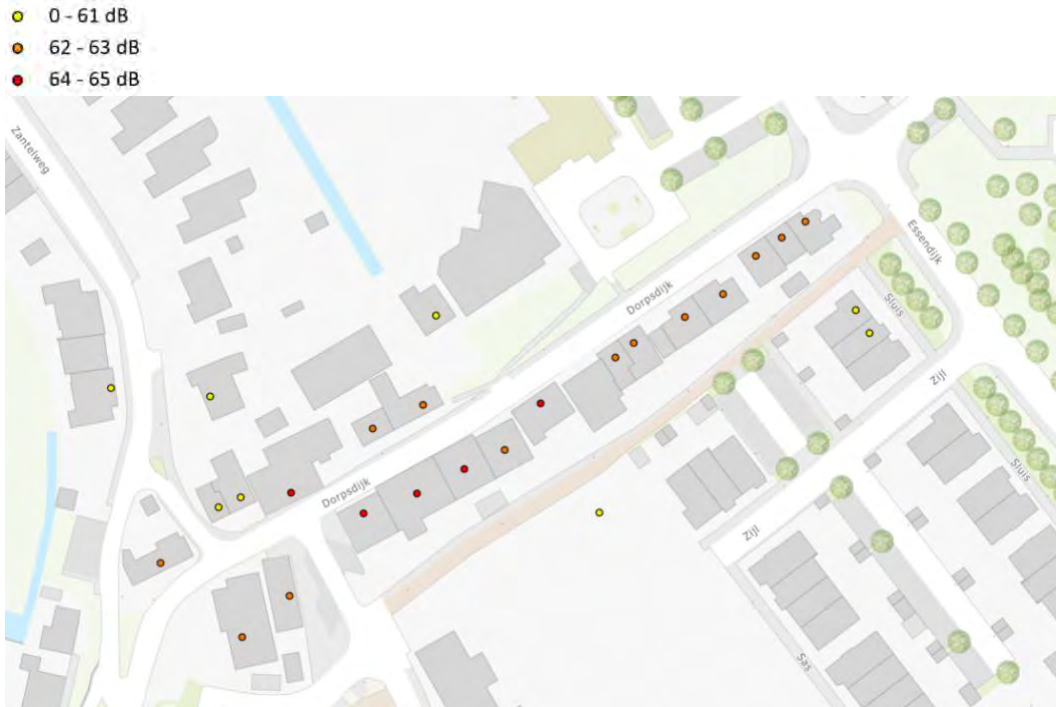 0 - 61 dB
62 - 63 dB
64 - 65 dB
Zantelweg
Essendijk
Dorpsdijk
Sluis
Zijl
Dorpsdijk
Sluis
Zijl
Sas